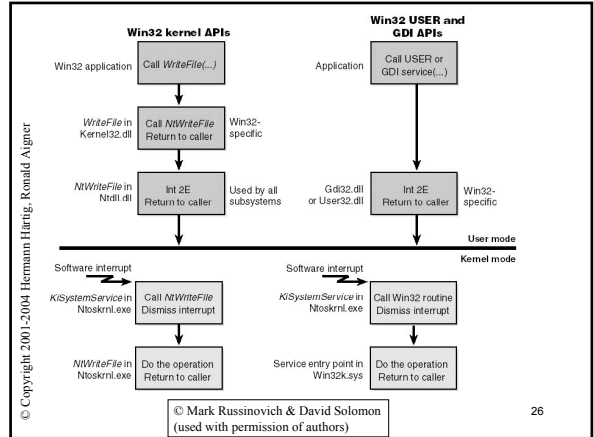 Win32 kernel APIs
Win32 application
Call WriteFile(...)
WriteFile in
Kernel32.dll
Call NtWriteFile
Return to caller
Win32-
specific
NtWriteFile in
Ntdll.dll
Int 2E
Return to caller
Used by all
subsystems
Win32 USER and
GDI APIs
Application
Call USER or
GDI service(...)
Gdi32.dll
or User32.dll
Int 2E
Return to caller
Win32-
specific
User mode
Kernel mode
Software interrupt
KiSystemService in
Ntoskrnl.exe
Call NtWriteFile
Dismiss interrupt
NtWriteFile in
Ntoskrnl.exe
Do the operation
Return to caller
Software interrupt
KiSystemService in
Ntoskrnl.exe
Call Win32 routine
Dismiss interrupt
Service entry point in
Win32k.sys
Do the operation
Return to caller
© Copyright 2001-2004 Hermann Härtig, Ronald Aigner
© Mark Russinovich & David Solomon
(used with permission of authors)
26